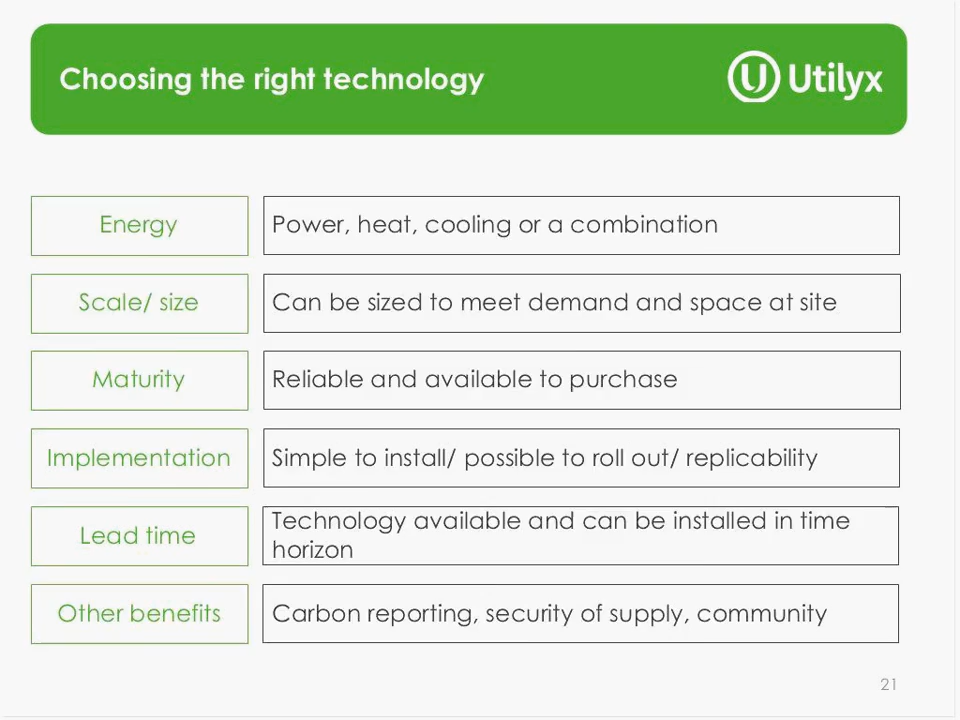 Choosing the right technology
Utilyx
Energy
Power, heat, cooling or a combination
Scale/ size
Can be sized to meet demand and space at site
Maturity
Reliable and available to purchase
Implementation
Simple to install/ possible to roll out/ replicability
Lead time
Technology available and can be installed in time
horizon
Other benefits
Carbon reporting, security of supply, community
21